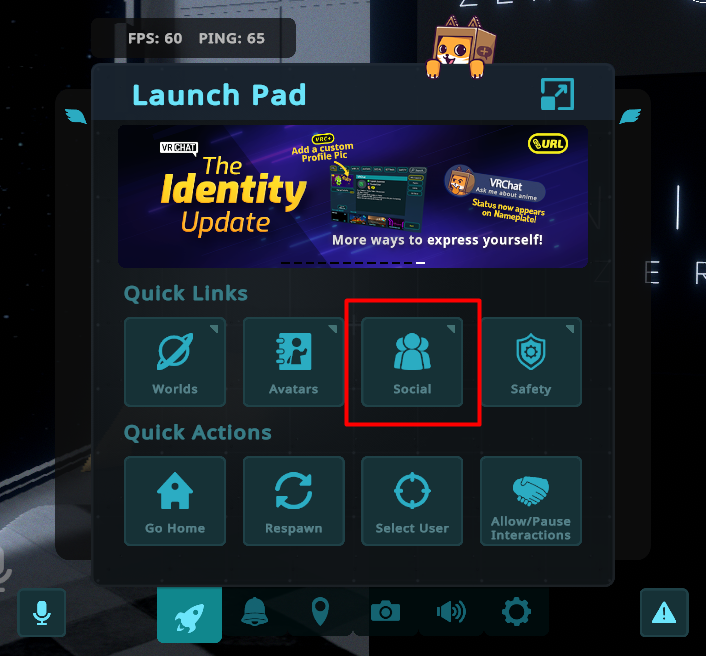 FPS: 60 PING: 65
Launch Pad
VRCHAT
The
Identity
Update
VRC+
Add a custom
Profile Pic
URL
VRChat
Ask me about anime
Status now appears
on Nameplate!
More ways to express yourself!
Quick Links
Worlds
Avatars
Social
Safety
Quick Actions
Go Home
Respawn
Select User
Allow/Pause
Interactions